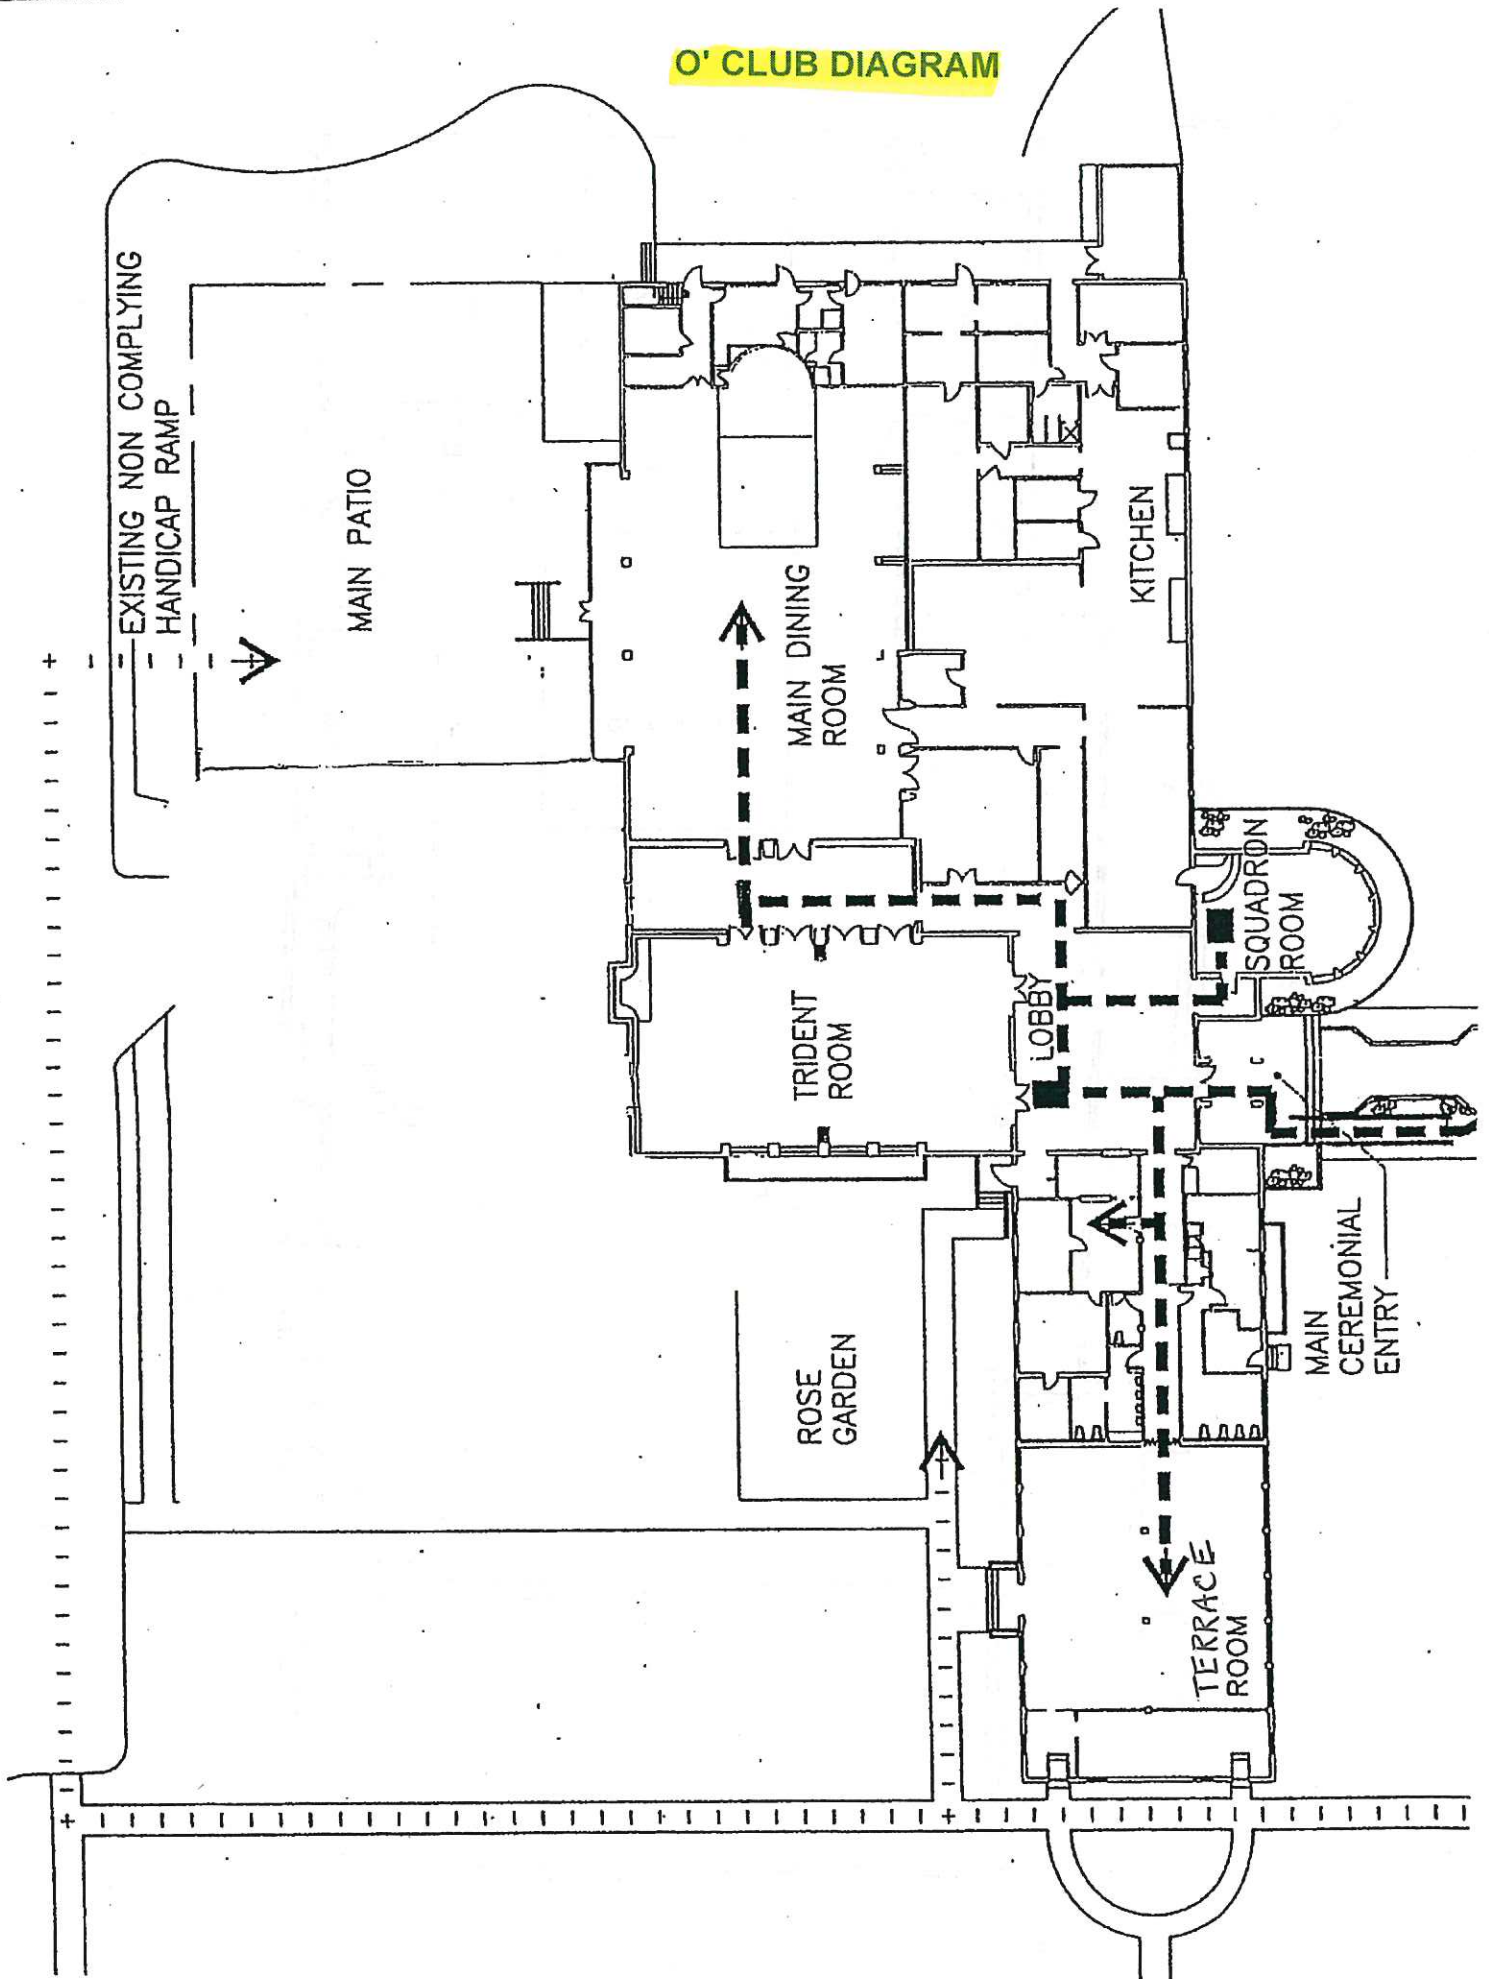 O' CLUB DIAGRAM
EXISTING NON COMPLYING
HANDICAP RAMP
MAIN PATIO
MAIN DINING
ROOM
KITCHEN
SQUADRON
ROOM
TRIDENT
ROOM
LOBBY
ROSE
GARDEN
MAIN
CEREMONIAL
ENTRY
TERRACE
ROOM